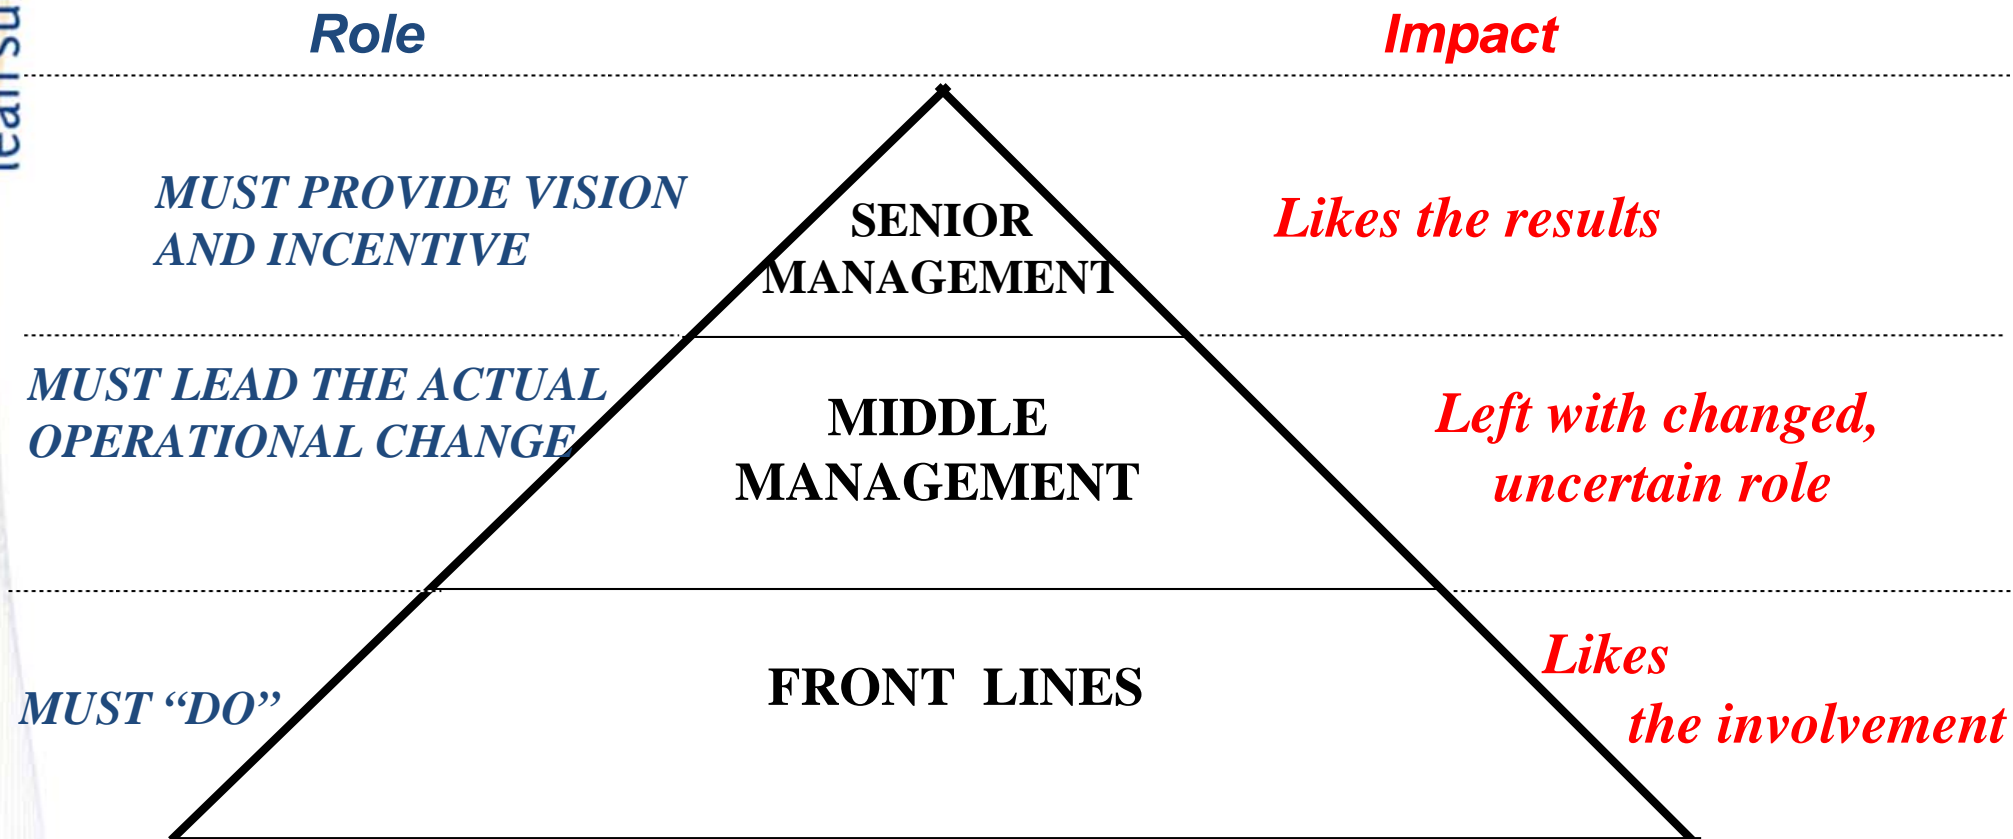 Role
Impact
MUST PROVIDE VISION
AND INCENTIVE
SENIOR
MANAGEMENT
Likes the results
MUST LEAD THE ACTUAL
OPERATIONAL CHANGE
MIDDLE
MANAGEMENT
Left with changed,
uncertain role
MUST “DO”
FRONT LINES
Likes
the involvement